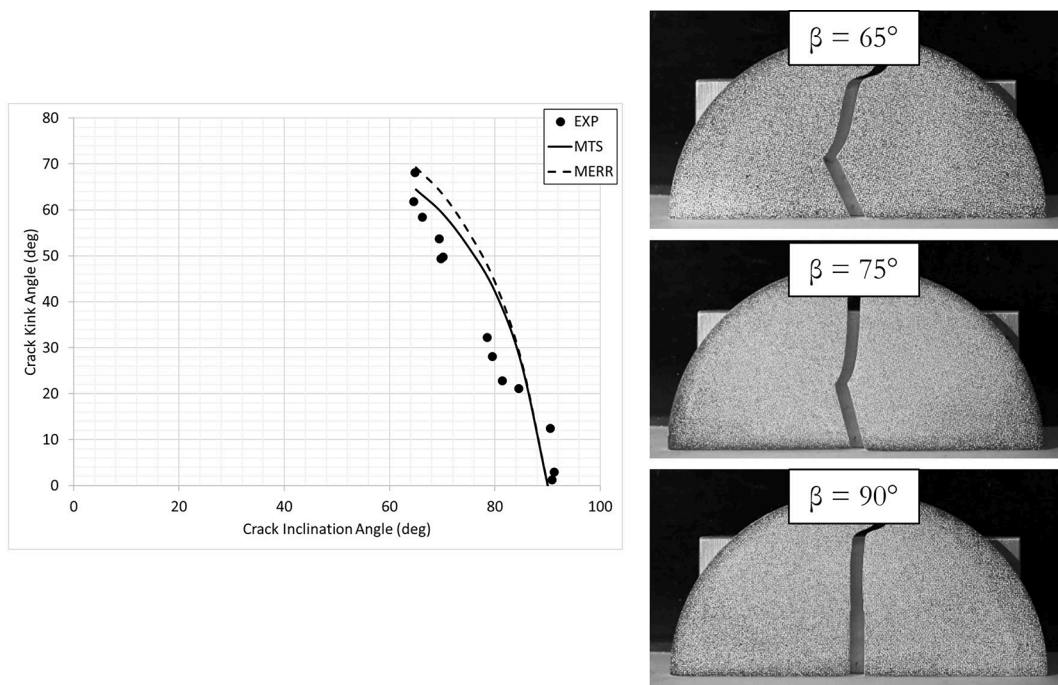 80
70
60
50
40
30
20
10
0
Crack Kink Angle (deg)
EXP
MTS
MERR
0 20 40 60 80 100
Crack Inclination Angle (deg)
β = 65°
β = 75°
β = 90°